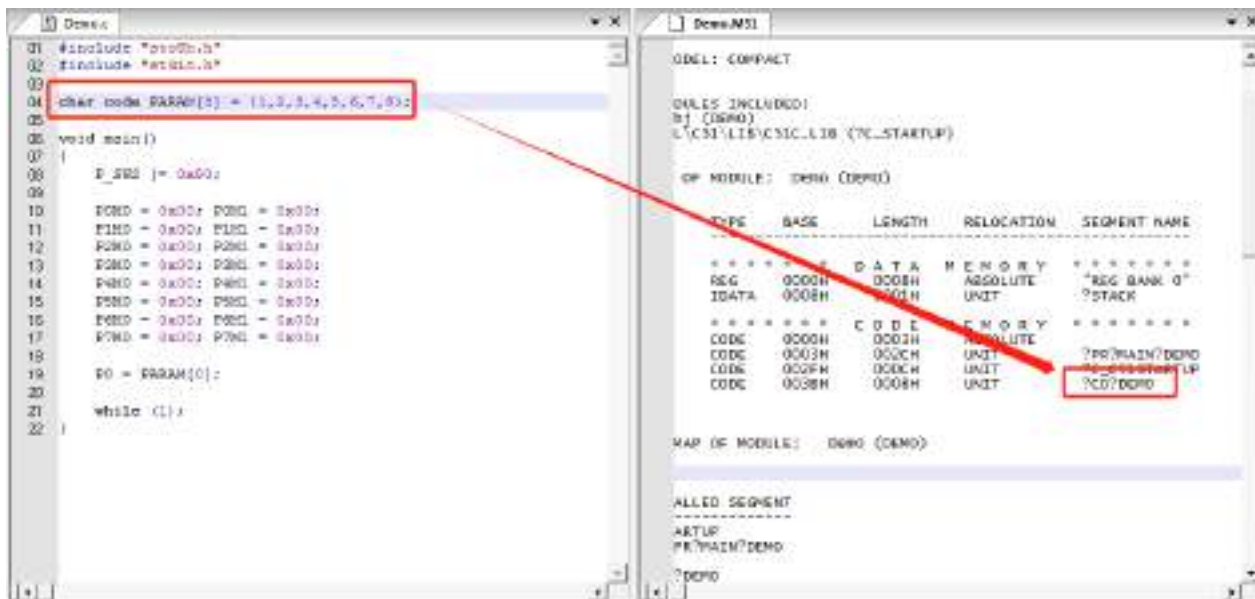 Demo.c
01 #include "stc8h.h"
02 #include
03
04 char code PARAM[8] = {1,2,3,4,5,6,7,8};
05
06 void main()
07 {
08 P_SW2 |= 0x80;
09
10 P0M0 = 0x00; P0M1 = 0x00;
11 P1M0 = 0x00; P1M1 = 0x00;
12 P2M0 = 0x00; P2M1 = 0x00;
13 P3M0 = 0x00; P3M1 = 0x00;
14 P4M0 = 0x00; P4M1 = 0x00;
15 P5M0 = 0x00; P5M1 = 0x00;
16 P6M0 = 0x00; P6M1 = 0x00;
17 P7M0 = 0x00; P7M1 = 0x00;
18
19 P0 = PARAM[0];
20
21 while (1);
22 }
Demo.M51
ODEL: COMPACT
DULES INCLUDED:
bj (DEMO)
L\C51\LIB\C51C.LIB (?C_STARTUP)
OF MODULE: Demo (DEMO)
TYPE BASE LENGTH RELOCATION SEGMENT NAME
* * * * * * * D A T A M E M O R Y * * * * * * *
REG 0000H 0008H ABSOLUTE "REG BANK 0"
IDATA 0008H 0001H UNIT ?STACK
* * * * * * * C O D E M E M O R Y * * * * * * *
CODE 0000H 0003H ABSOLUTE
CODE 0003H 002CH UNIT ?PR?MAIN?DEMO
CODE 002FH 000CH UNIT ?C_C51STARTUP
CODE 003BH 0008H UNIT ?CO?DEMO
MAP OF MODULE: Demo (DEMO)
ALLED SEGMENT
ARTUP
PR?MAIN?DEMO
?DEMO